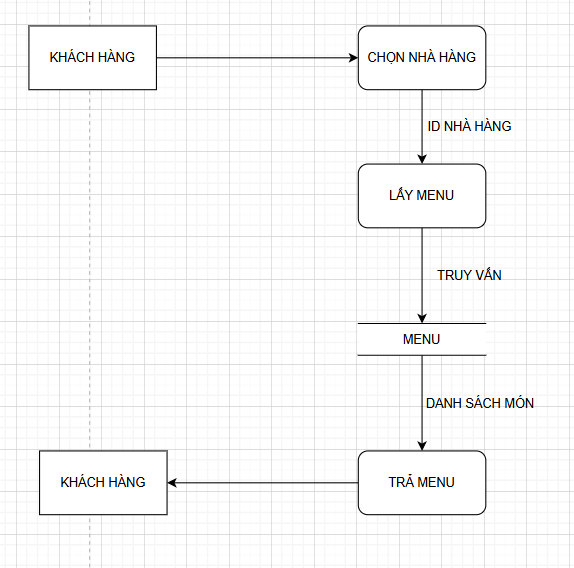 KHÁCH HÀNG
CHỌN NHÀ HÀNG
ID NHÀ HÀNG
LẤY MENU
TRUY VẤN
MENU
DANH SÁCH MÓN
KHÁCH HÀNG
TRẢ MENU